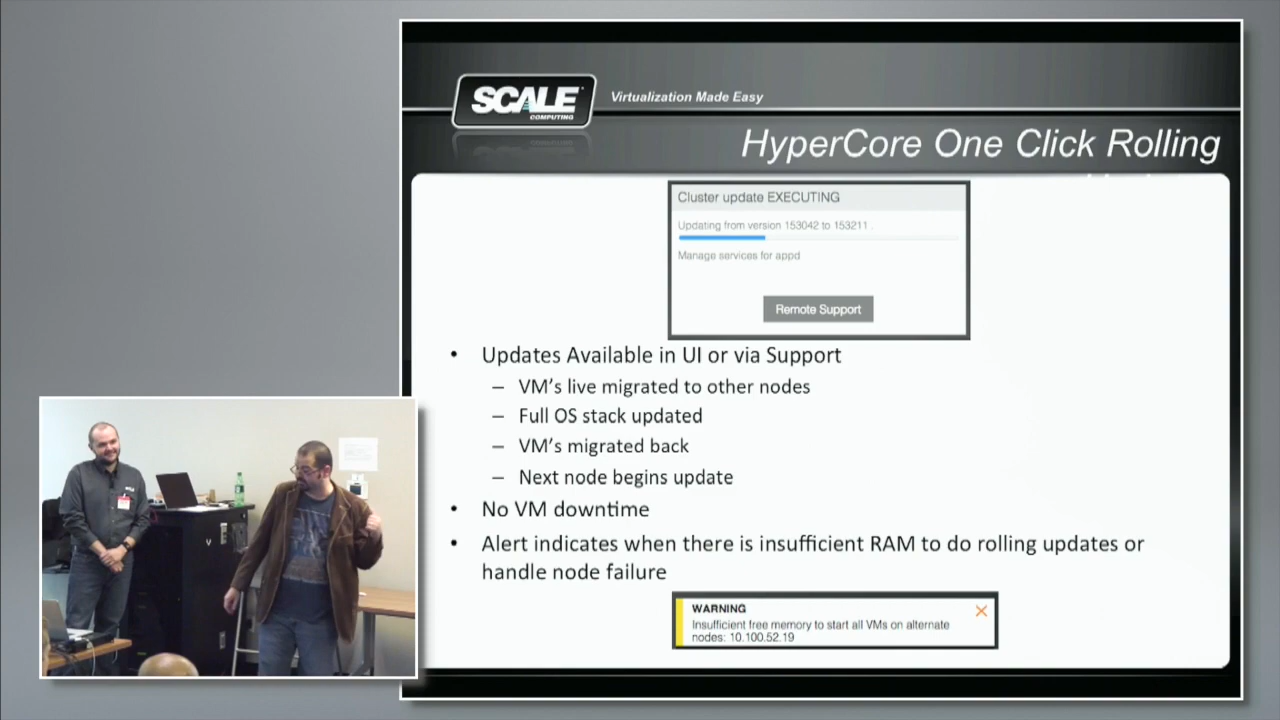 SCALE
COMPUTING
Virtualization Made Easy
HyperCore One Click Rolling
Cluster update EXECUTING
Updating from version 153042 to 153211
Manage services for appd
Remote Support
• Updates Available in UI or via Support
– VM's live migrated to other nodes
– Full OS stack updated
– VM's migrated back
– Next node begins update
• No VM downtime
• Alert indicates when there is insufficient RAM to do rolling updates or
handle node failure
WARNING
Insufficient free memory to start all VMs on alternate
nodes: 10.100.52.19